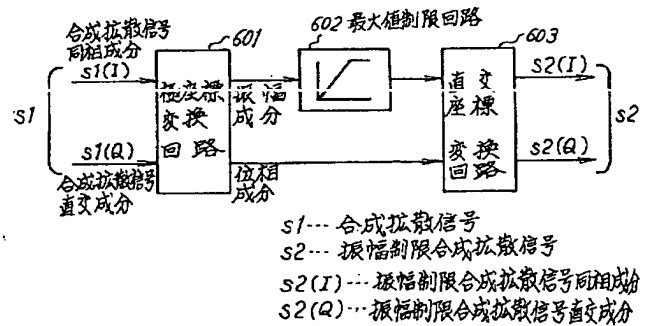 合成拡散信号
同相成分
s1(I)
s1
s1(Q)
合成拡散信号
直交成分
601
極座標
変換
回路
振幅
成分
位相
成分
602 最大値制限回路
603
直交
座標
変換
回路
s2(I)
s2(Q)
s2
s1… 合成拡散信号
s2… 振幅制限合成拡散信号
s2(I)… 振幅制限合成拡散信号同相成分
s2(Q)… 振幅制限合成拡散信号直交成分